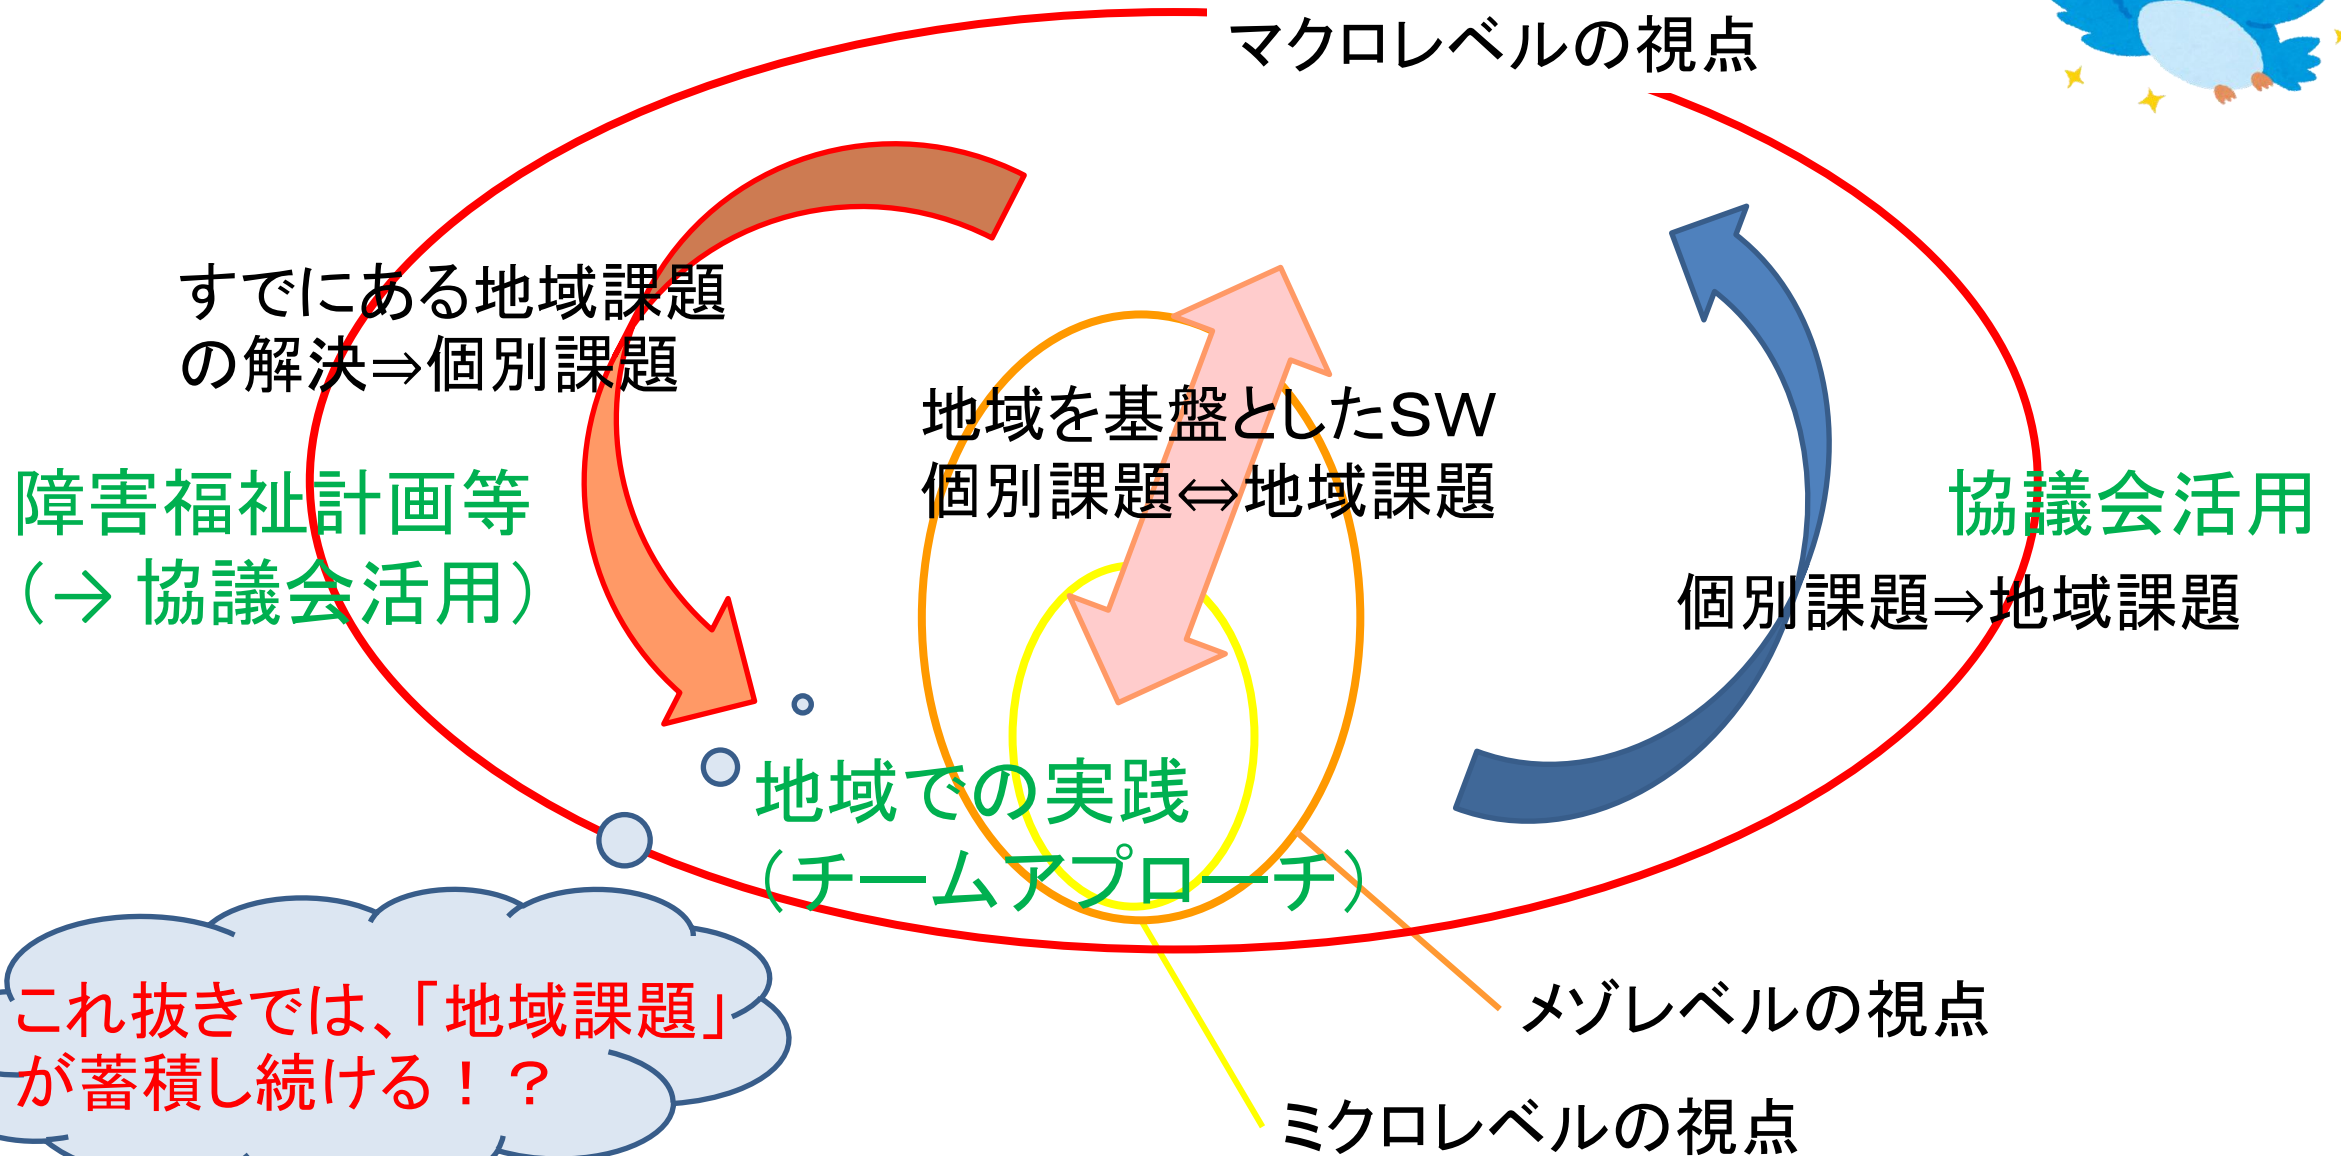 マクロレベルの視点
すでにある地域課題
の解決⇒個別課題
地域を基盤としたSW
個別課題⇔地域課題
障害福祉計画等
（→ 協議会活用）
協議会活用
個別課題⇒地域課題
地域での実践
（チームアプローチ）
これ抜きでは、「地域課題」
が蓄積し続ける！？
メゾレベルの視点
ミクロレベルの視点